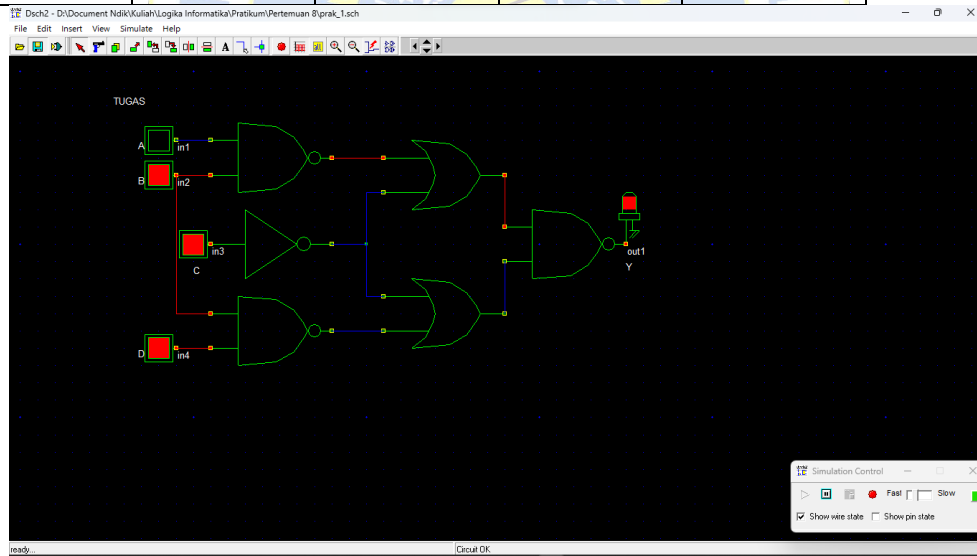 Dsch2 - D:\Document Ndik\Kuliah\Logika Informatika\Pratikum\Pertemuan 8\prak_1.sch
File Edit Insert View Simulate Help
TUGAS
A
in1
B
in2
in3
C
out1
Y
D
in4
Simulation Control
Fast
Slow
Show wire state
Show pin state
ready...
Circuit OK